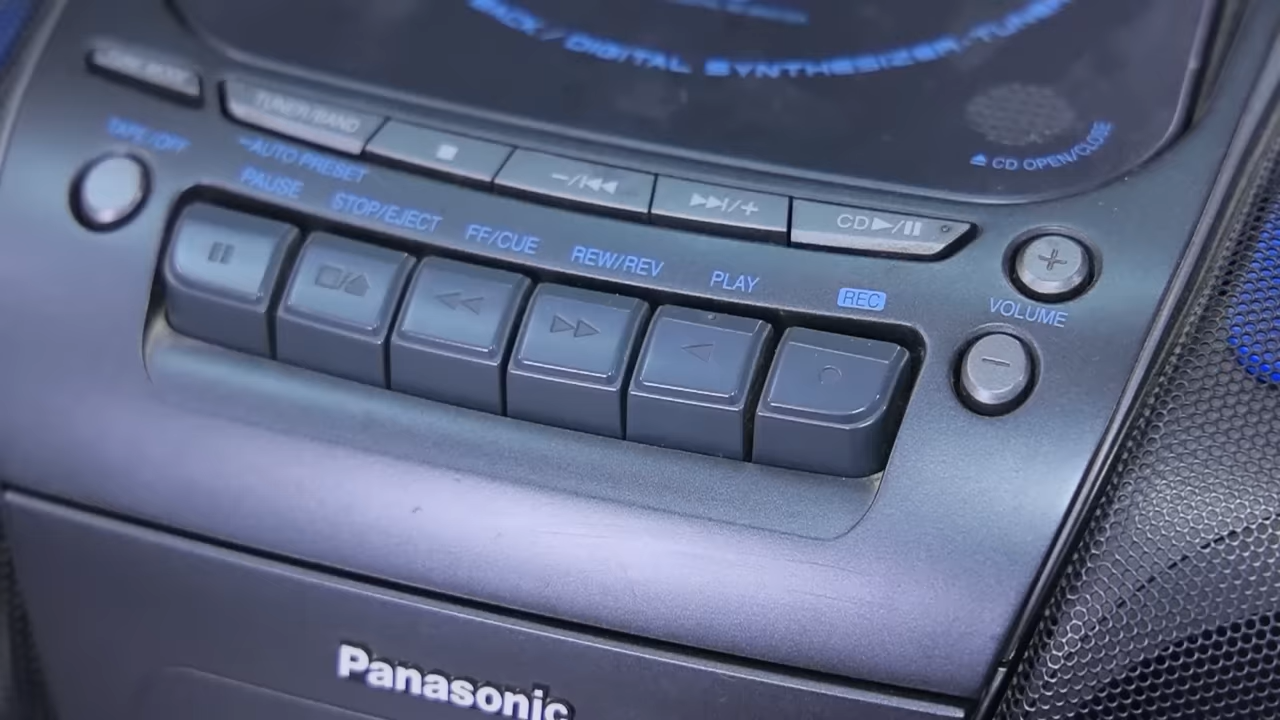 /DIGITAL SYNTHESIZER-TUNER
TUNER/BAND
CD OPEN/CLOSE
TAPE/OFF
-AUTO PRESET
-/
/+
CD
PAUSE
STOP/EJECT
FF/CUE
REW/REV
PLAY
REC
+
VOLUME
-
Panasonic